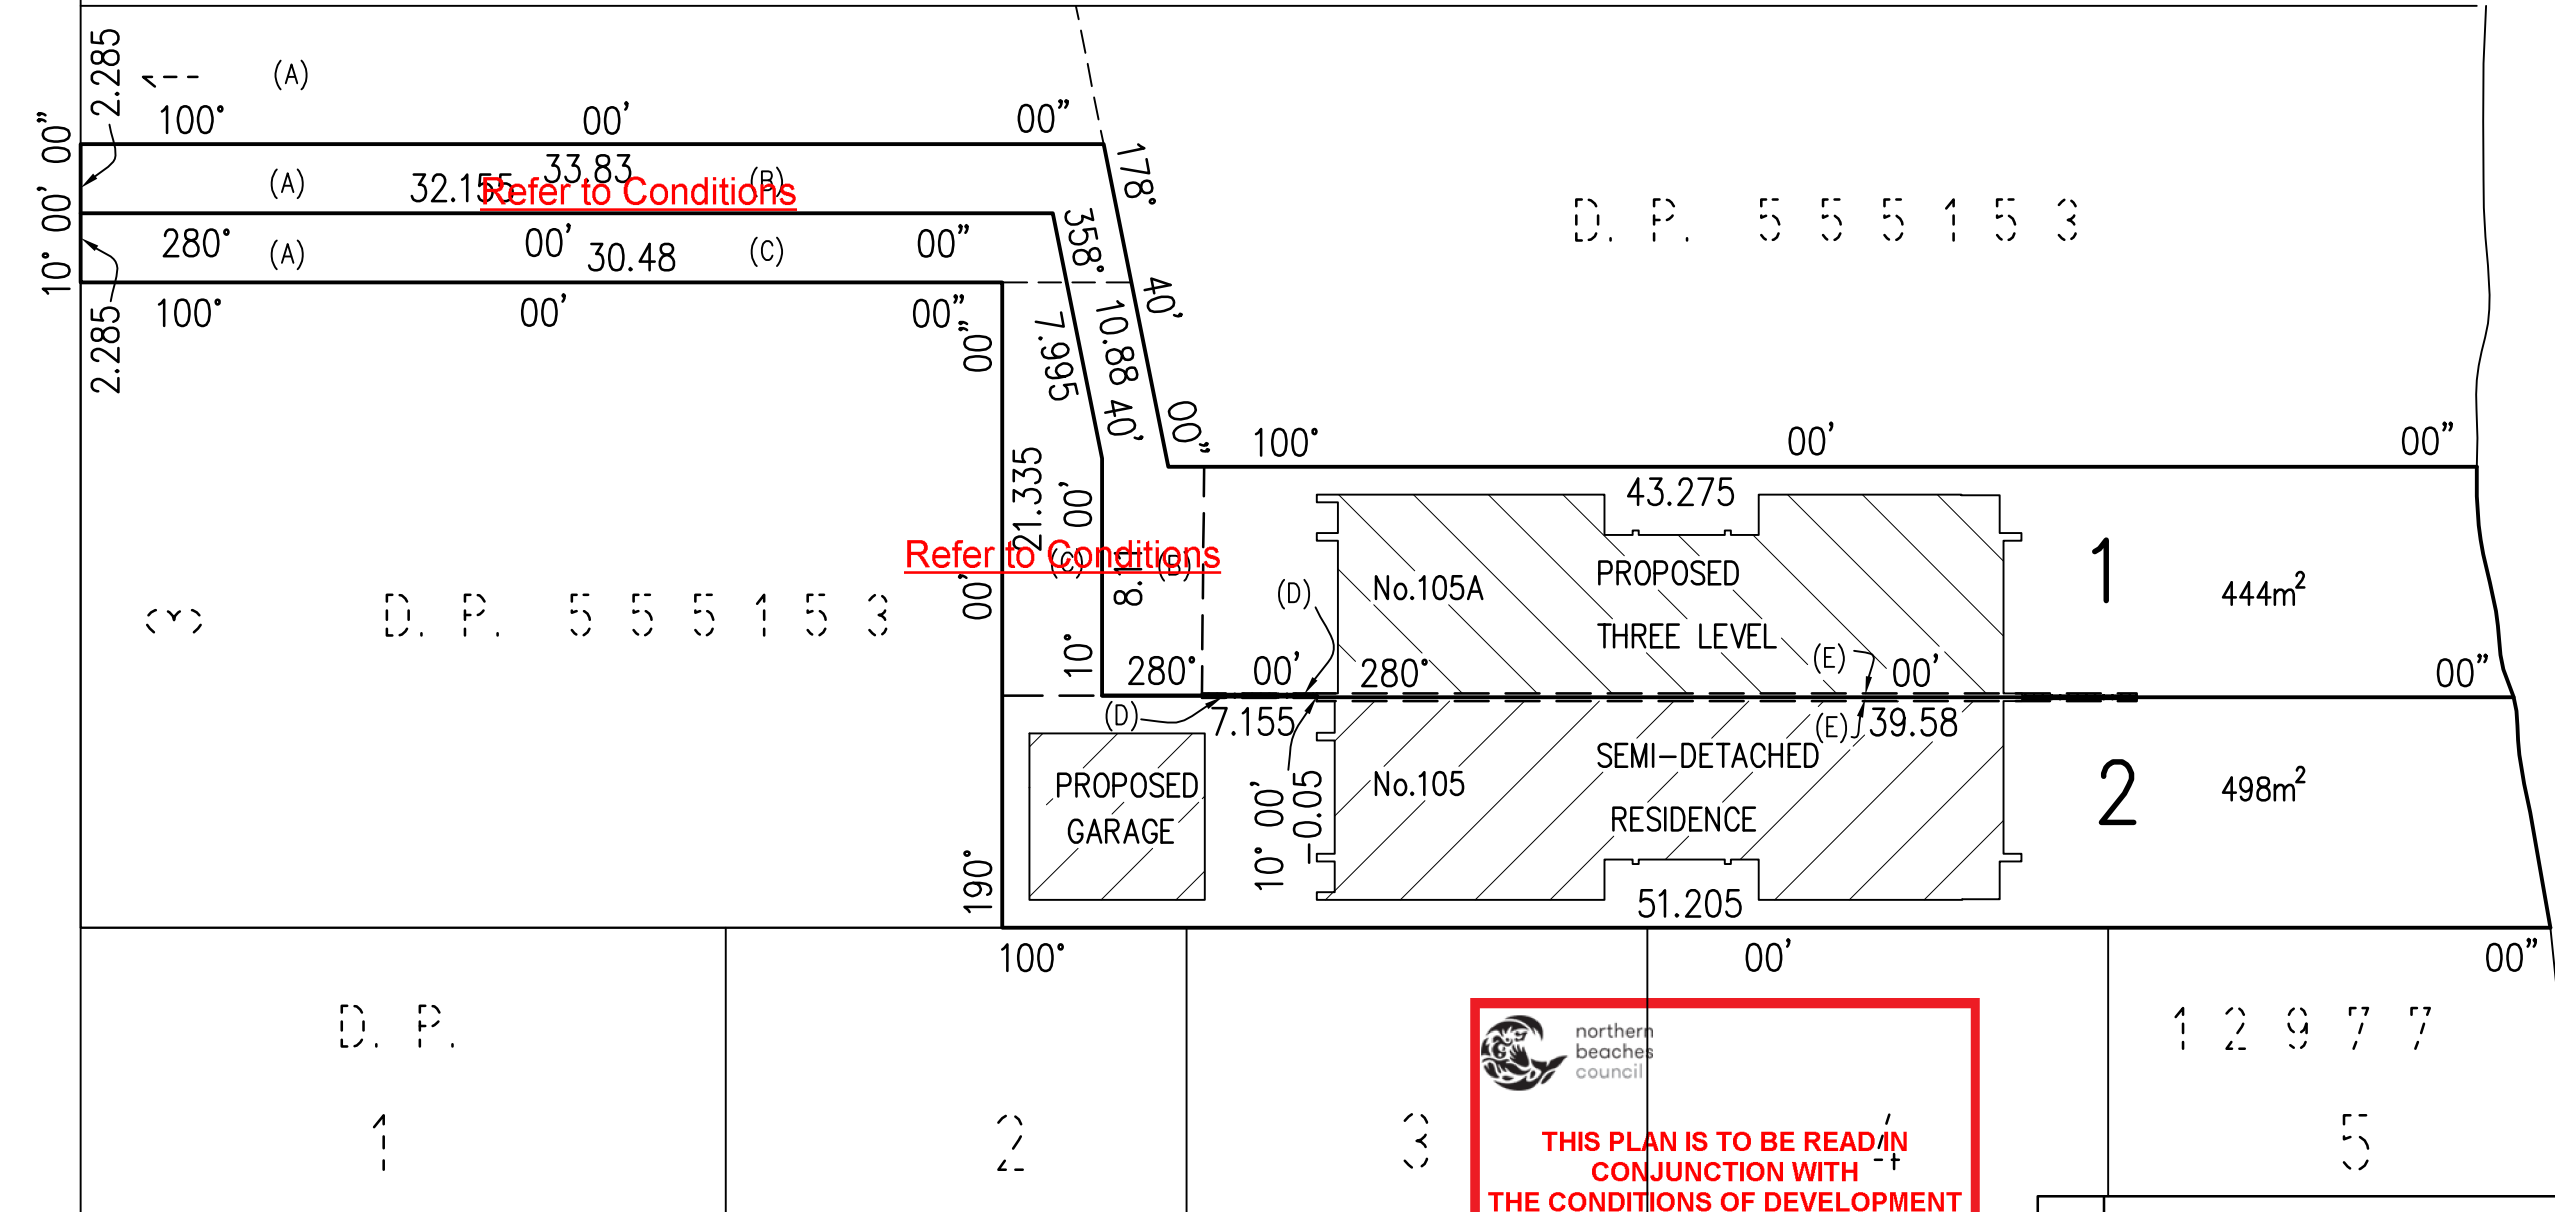 2.285
1
(A)
100° 00' 00"
10° 00' 00"
(A) 32.155 33.83 (B)
Refer to Conditions
280° (A) 00' 30.48 (C) 00"
2.285
100° 00' 00"
178° 40' 00"
358° 40'
7.995
10.88
00"
D. P. 555153
100° 00' 00"
43.275
21.335
00'
Refer to Conditions
(C) 8.11 (B)
00'
10°
190°
3 D. P. 555153
No.105A
PROPOSED
THREE LEVEL
1
444m²
(D)
280° 00' 280° (E) 00' 00"
(D) 7.155 (E) 39.58
PROPOSED
GARAGE
10° 00'
0.05
No.105
SEMI-DETACHED
RESIDENCE
2
498m²
51.205
100° 00' 00"
D. P. 12977
1 2 3 4 5
northern
beaches
council
THIS PLAN IS TO BE READ IN
CONJUNCTION WITH
THE CONDITIONS OF DEVELOPMENT